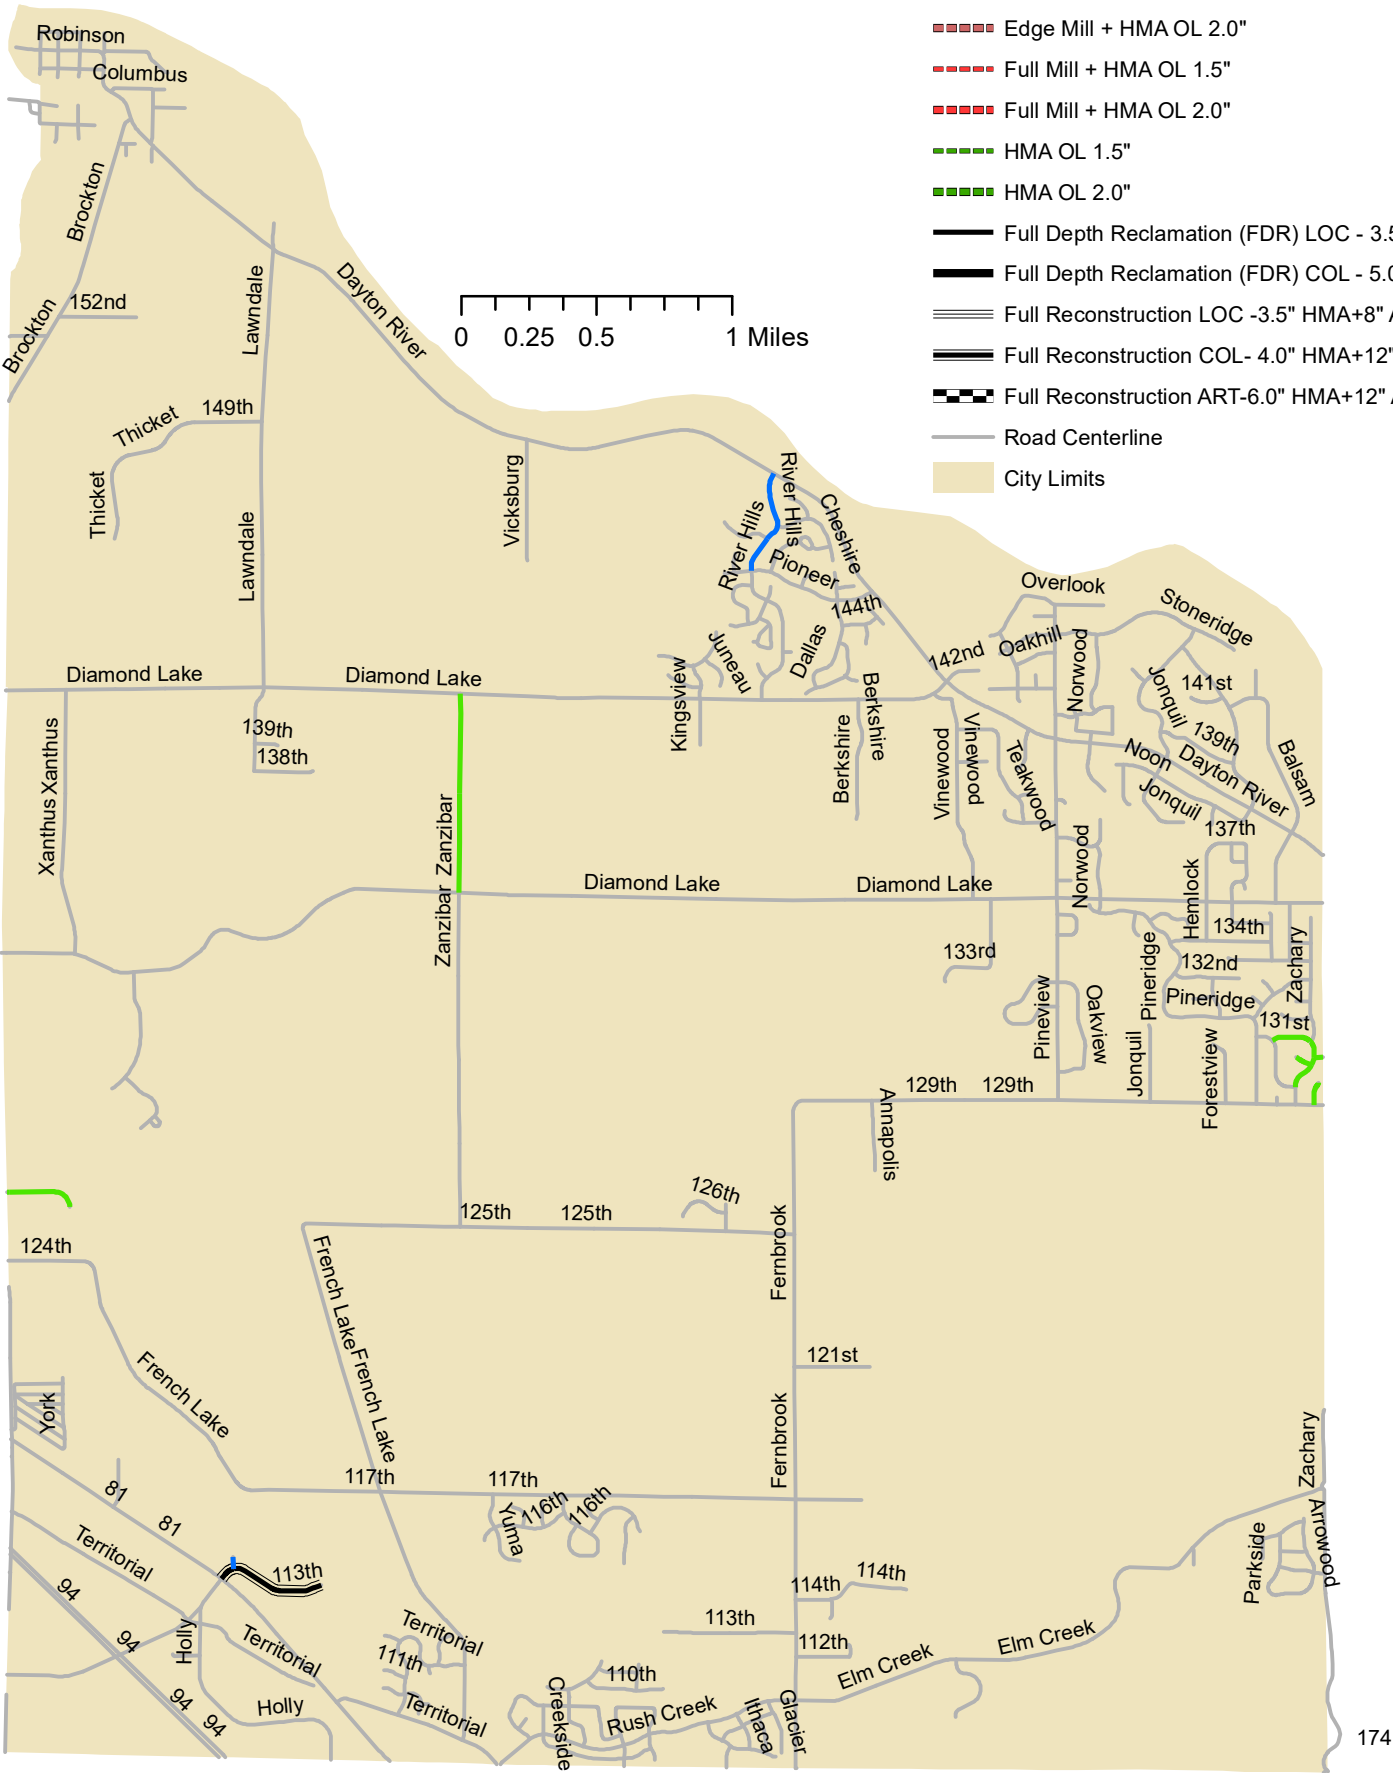 Edge Mill + HMA OL 2.0"
Full Mill + HMA OL 1.5"
Full Mill + HMA OL 2.0"
HMA OL 1.5"
HMA OL 2.0"
Full Depth Reclamation (FDR) LOC - 3.5
Full Depth Reclamation (FDR) COL - 5.0
Full Reconstruction LOC -3.5" HMA+8" A
Full Reconstruction COL- 4.0" HMA+12"
Full Reconstruction ART-6.0" HMA+12" A
Road Centerline
City Limits
0 0.25 0.5 1 Miles
Robinson
Columbus
Brockton
Brockton
152nd
Lawndale
Dayton River
149th
Thicket
Thicket
Lawndale
Vicksburg
River Hills
River Hills
Cheshire
Pioneer
144th
Juneau
Dallas
Kingsview
Overlook
Stoneridge
Oakhill
142nd
Norwood
Jonquil
141st
139th
Diamond Lake
Diamond Lake
Berkshire
Berkshire
Vinewood
Vinewood
Teakwood
Noon
Dayton River
Balsam
Jonquil
137th
139th
138th
Xanthus
Xanthus
Zanzibar
Zanzibar
Diamond Lake
Diamond Lake
Norwood
Hemlock
134th
Zachary
133rd
132nd
Pineridge
Pineridge
131st
Pineview
Oakview
Jonquil
Forestview
129th
129th
Annapolis
126th
125th
125th
Fernbrook
124th
French Lake
French Lake
121st
French Lake
York
Fernbrook
117th
117th
Zachary
81
81
Yuma
116th
116th
Territorial
113th
94
94
94
94
Holly
Territorial
Holly
Territorial
111th
Territorial
114th
114th
113th
112th
Parkside
Arrowood
Elm Creek
Elm Creek
110th
Creekside
Rush Creek
Ithaca
Glacier
174